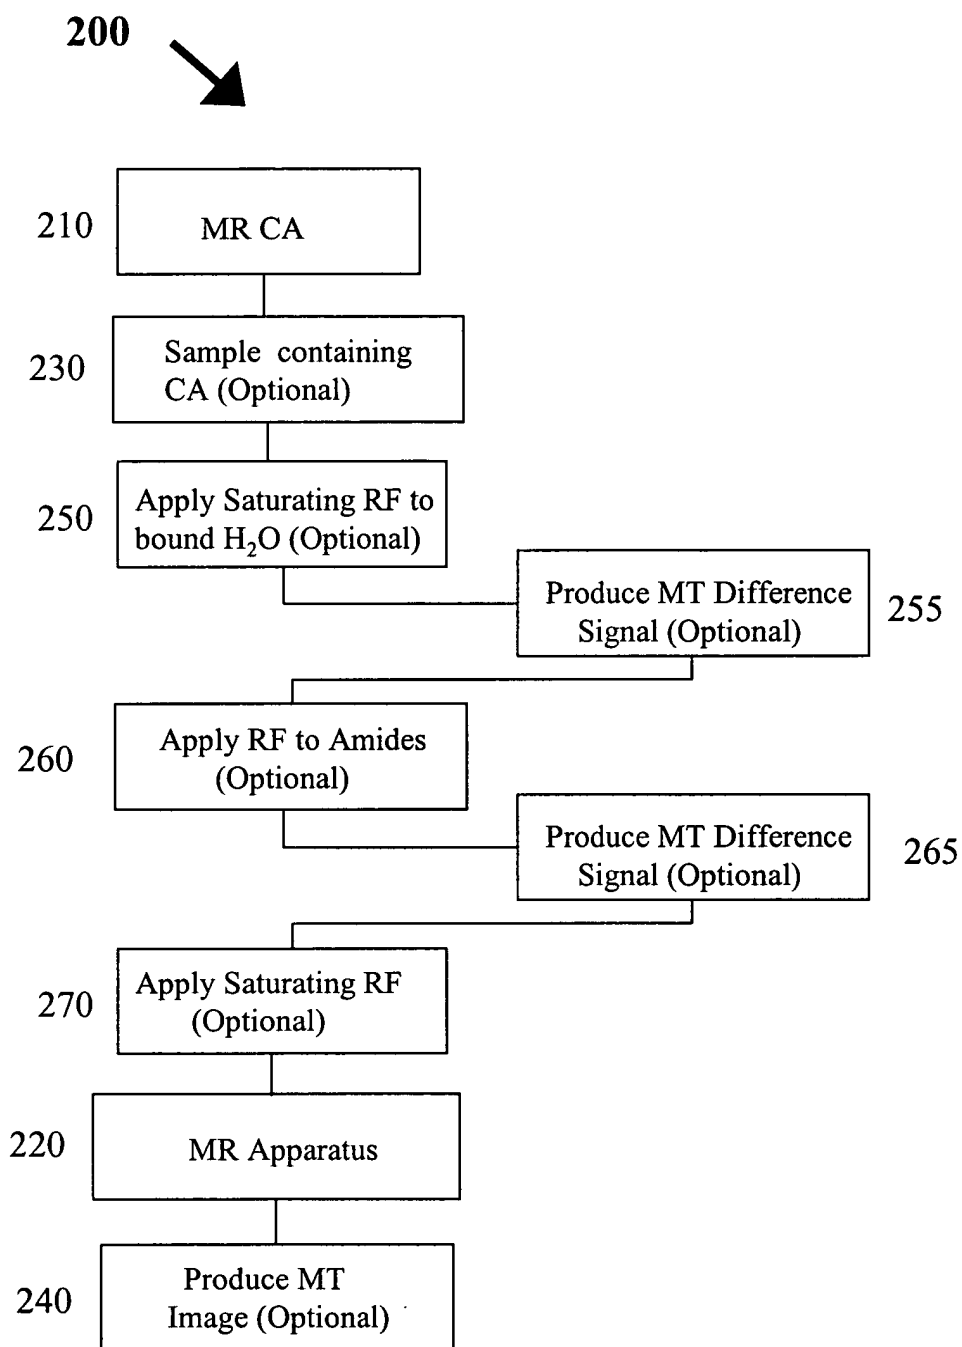 200
210
MR CA
230
Sample containing
CA (Optional)
250
Apply Saturating RF to
bound H₂O (Optional)
Produce MT Difference
Signal (Optional)
255
260
Apply RF to Amides
(Optional)
Produce MT Difference
Signal (Optional)
265
270
Apply Saturating RF
(Optional)
220
MR Apparatus
240
Produce MT
Image (Optional)